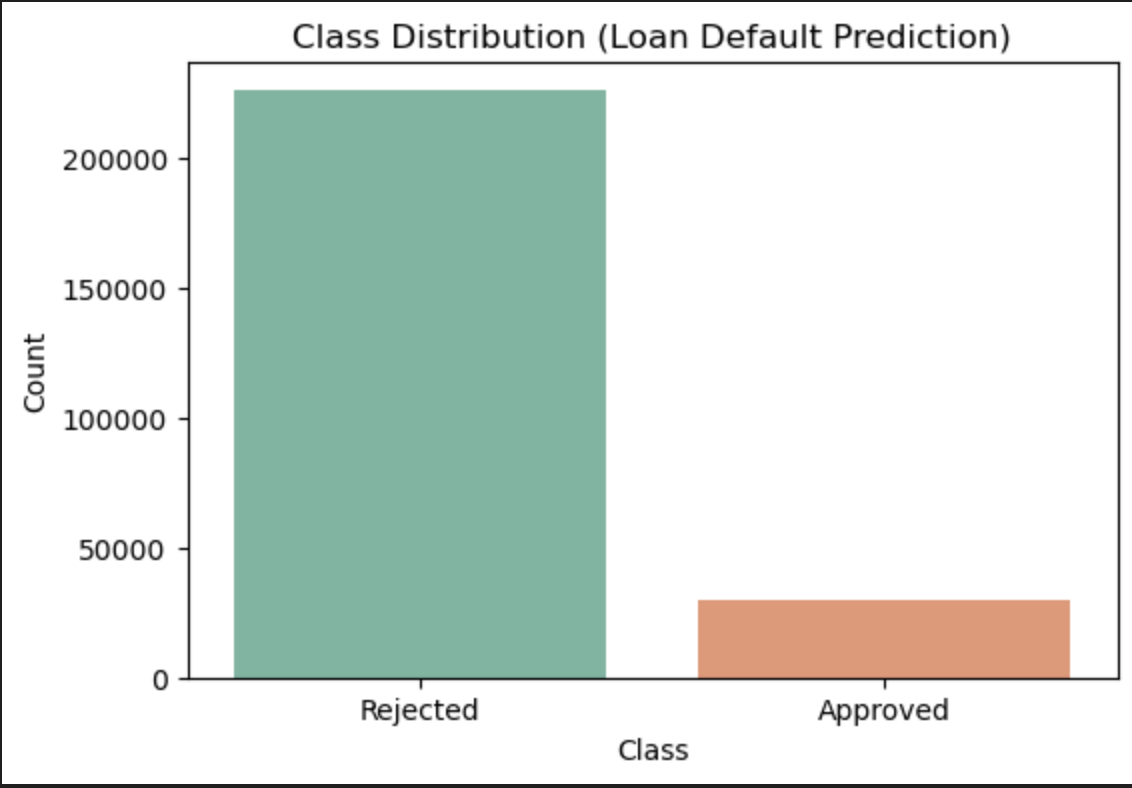 Class Distribution (Loan Default Prediction)
200000
150000
100000
50000
0
Count
Rejected
Approved
Class